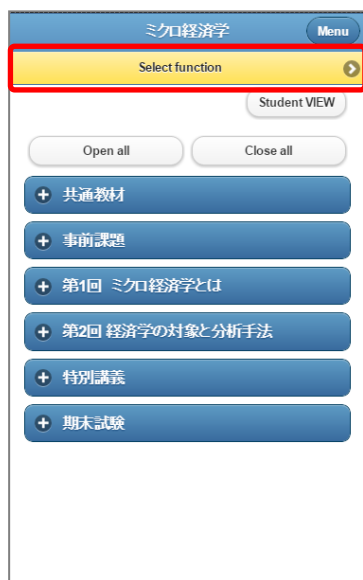 ミクロ経済学 Menu
Select function
Student VIEW
Open all Close all
共通教材
事前課題
第1回 ミクロ経済学とは
第2回 経済学の対象と分析手法
特別講義
期末試験